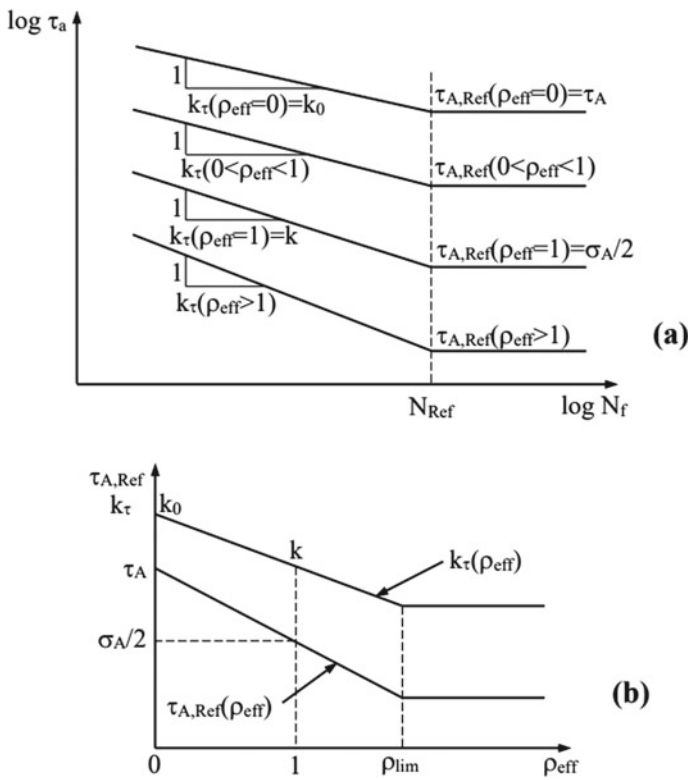 log τa
1
kτ(ρeff=0)=k0
τA,Ref(ρeff=0)=τA
1
kτ(0<ρeff<1)
τA,Ref(0<ρeff<1)
1
kτ(ρeff=1)=k
τA,Ref(ρeff=1)=σA/2
1
kτ(ρeff>1)
τA,Ref(ρeff>1)
(a)
NRef
log Nf
τA,Ref
kτ
k0
k
kτ(ρeff)
τA
σA/2
τA,Ref(ρeff)
(b)
0
1
ρlim
ρeff